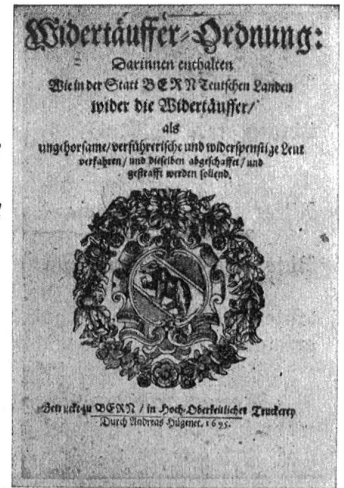 Widertäuffer-Ordnung:
Darinnen enthalten
Wie in der Statt BERN Teutschen Landen
wider die Widertäuffer/
als
ungehorsame/verführerische und widerspenstige Leut
verfahren/und dieselben abgeschaffet/und
gestrafft werden sollend.
Getruckt zu BERN / in Hoch-Oberkeitlicher Truckerey
Durch Andreas Hügenet. 1695.